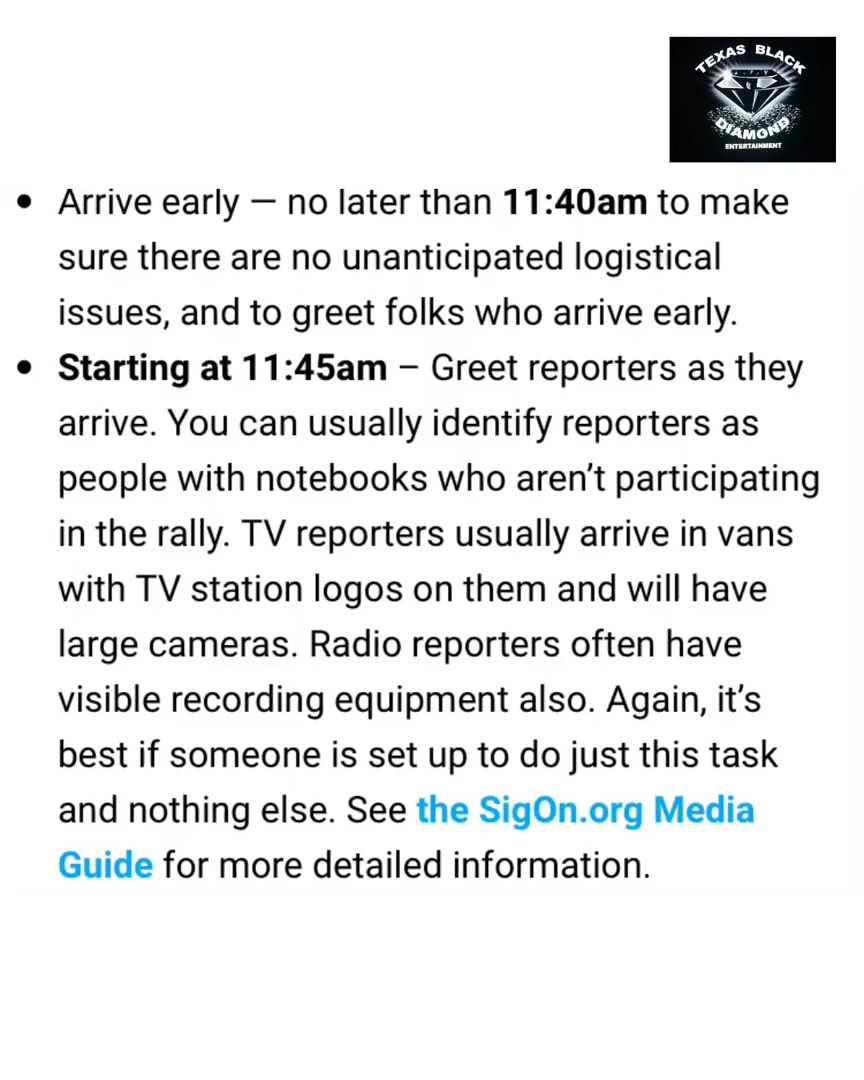 TEXAS BLACK
DIAMOND
ENTERTAINMENT
• Arrive early — no later than 11:40am to make
sure there are no unanticipated logistical
issues, and to greet folks who arrive early.
• Starting at 11:45am – Greet reporters as they
arrive. You can usually identify reporters as
people with notebooks who aren’t participating
in the rally. TV reporters usually arrive in vans
with TV station logos on them and will have
large cameras. Radio reporters often have
visible recording equipment also. Again, it’s
best if someone is set up to do just this task
and nothing else. See the SigOn.org Media
Guide for more detailed information.